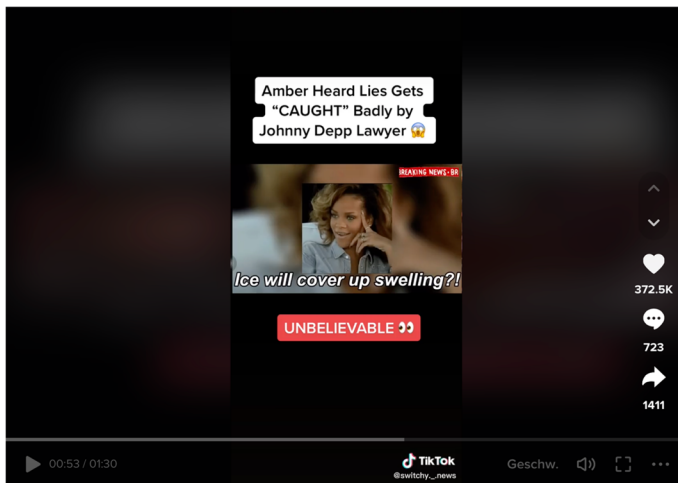 Amber Heard Lies Gets
“CAUGHT” Badly by
Johnny Depp Lawyer 😱
BREAKING NEWS • BR
Ice will cover up swelling?!
UNBELIEVABLE 👀
372.5K
723
1411
00:53 / 01:30
TikTok
@switchy._.news
Geschw.